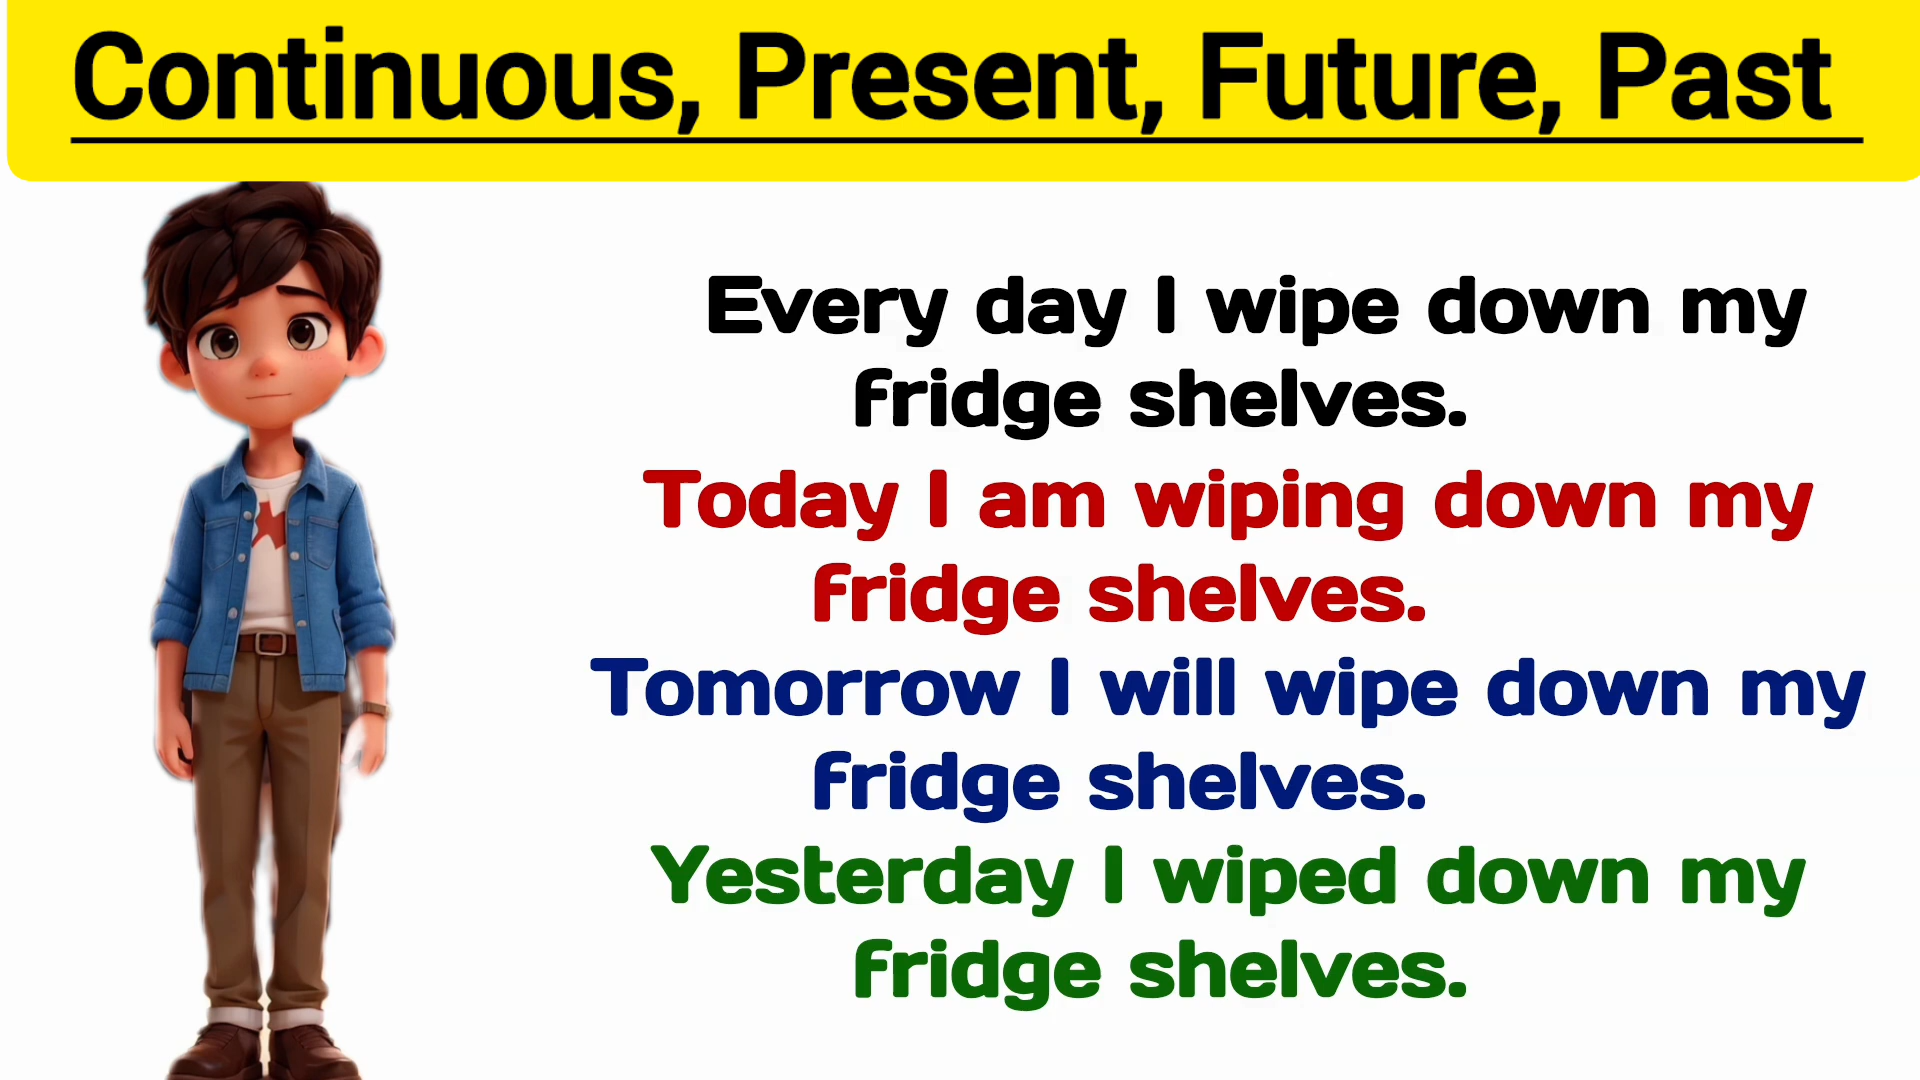 Continuous, Present, Future, Past
Every day I wipe down my
fridge shelves.
Today I am wiping down my
fridge shelves.
Tomorrow I will wipe down my
fridge shelves.
Yesterday I wiped down my
fridge shelves.